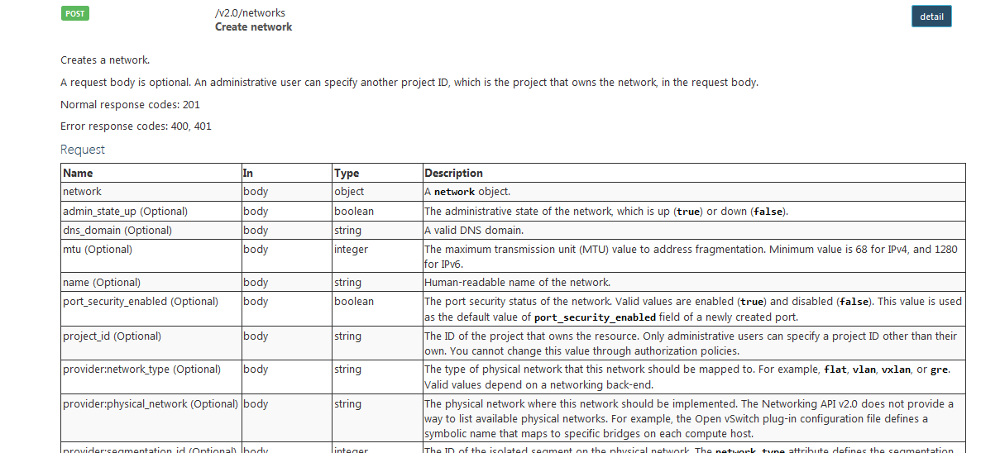 POST
/v2.0/networks
Create network
detail
Creates a network.
A request body is optional. An administrative user can specify another project ID, which is the project that owns the network, in the request body.
Normal response codes: 201
Error response codes: 400, 401
Request
Name In Type Description
network body object A network object.
admin_state_up (Optional) body boolean The administrative state of the network, which is up (true) or down (false).
dns_domain (Optional) body string A valid DNS domain.
mtu (Optional) body integer The maximum transmission unit (MTU) value to address fragmentation. Minimum value is 68 for IPv4, and 1280
for IPv6.
name (Optional) body string Human-readable name of the network.
port_security_enabled (Optional) body boolean The port security status of the network. Valid values are enabled (true) and disabled (false). This value is used
as the default value of port_security_enabled field of a newly created port.
project_id (Optional) body string The ID of the project that owns the resource. Only administrative users can specify a project ID other than their
own. You cannot change this value through authorization policies.
provider:network_type (Optional) body string The type of physical network that this network should be mapped to. For example, flat, vlan, vxlan, or gre.
Valid values depend on a networking back-end.
provider:physical_network (Optional) body string The physical network where this network should be implemented. The Networking API v2.0 does not provide a
way to list available physical networks. For example, the Open vSwitch plug-in configuration file defines a
symbolic name that maps to specific bridges on each compute host.
provider:segmentation_id (Optional) body integer The ID of the isolated segment on the physical network. The network_type attribute defines the segmentation